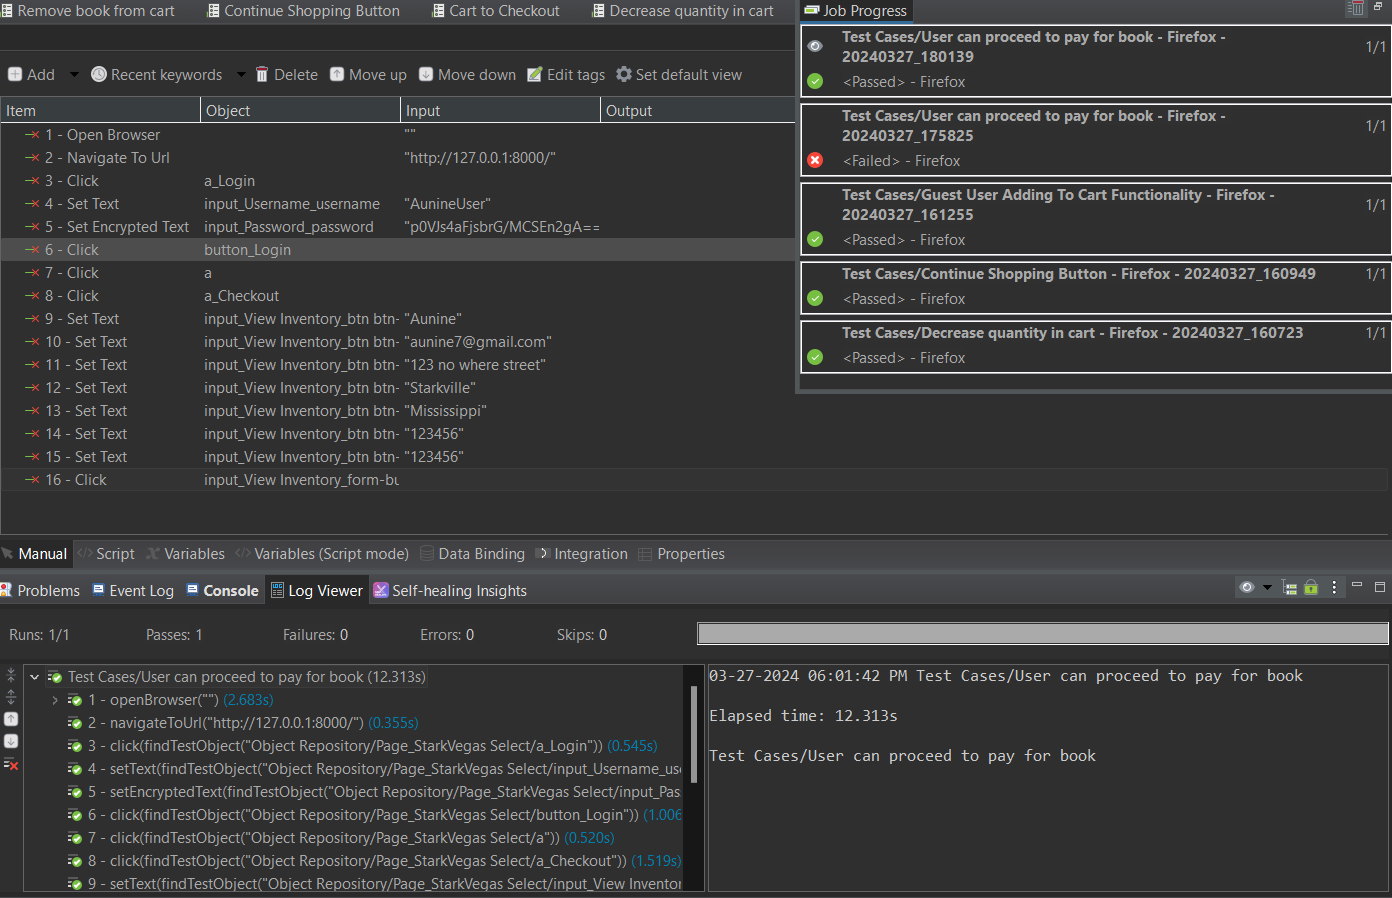 Remove book from cart
Continue Shopping Button
Cart to Checkout
Decrease quantity in cart
Job Progress
Test Cases/User can proceed to pay for book - Firefox -
20240327_180139
1/1
<Passed> - Firefox
Test Cases/User can proceed to pay for book - Firefox -
20240327_175825
1/1
<Failed> - Firefox
Test Cases/Guest User Adding To Cart Functionality - Firefox -
20240327_161255
1/1
<Passed> - Firefox
Test Cases/Continue Shopping Button - Firefox - 20240327_160949
1/1
<Passed> - Firefox
Test Cases/Decrease quantity in cart - Firefox - 20240327_160723
1/1
<Passed> - Firefox
Add Recent keywords Delete Move up Move down Edit tags Set default view
Item Object Input Output
1 - Open Browser ""
2 - Navigate To Url "http://127.0.0.1:8000/"
3 - Click a_Login
4 - Set Text input_Username_username "AunineUser"
5 - Set Encrypted Text input_Password_password "p0VJs4aFjsbrG/MCSEn2gA==
6 - Click button_Login
7 - Click a
8 - Click a_Checkout
9 - Set Text input_View Inventory_btn btn- "Aunine"
10 - Set Text input_View Inventory_btn btn- "aunine7@gmail.com"
11 - Set Text input_View Inventory_btn btn- "123 no where street"
12 - Set Text input_View Inventory_btn btn- "Starkville"
13 - Set Text input_View Inventory_btn btn- "Mississippi"
14 - Set Text input_View Inventory_btn btn- "123456"
15 - Set Text input_View Inventory_btn btn- "123456"
16 - Click input_View Inventory_form-bu
Manual Script Variables Variables (Script mode) Data Binding Integration Properties
Problems Event Log Console Log Viewer Self-healing Insights
Runs: 1/1 Passes: 1 Failures: 0 Errors: 0 Skips: 0
Test Cases/User can proceed to pay for book (12.313s)
1 - openBrowser("") (2.683s)
2 - navigateToUrl("http://127.0.0.1:8000/") (0.355s)
3 - click(findTestObject("Object Repository/Page_StarkVegas Select/a_Login")) (0.545s)
4 - setText(findTestObject("Object Repository/Page_StarkVegas Select/input_Username_us
5 - setEncryptedText(findTestObject("Object Repository/Page_StarkVegas Select/input_Pas
6 - click(findTestObject("Object Repository/Page_StarkVegas Select/button_Login")) (1.006
7 - click(findTestObject("Object Repository/Page_StarkVegas Select/a")) (0.520s)
8 - click(findTestObject("Object Repository/Page_StarkVegas Select/a_Checkout")) (1.519s)
9 - setText(findTestObject("Object Repository/Page_StarkVegas Select/input_View Inventor
03-27-2024 06:01:42 PM Test Cases/User can proceed to pay for book
Elapsed time: 12.313s
Test Cases/User can proceed to pay for book